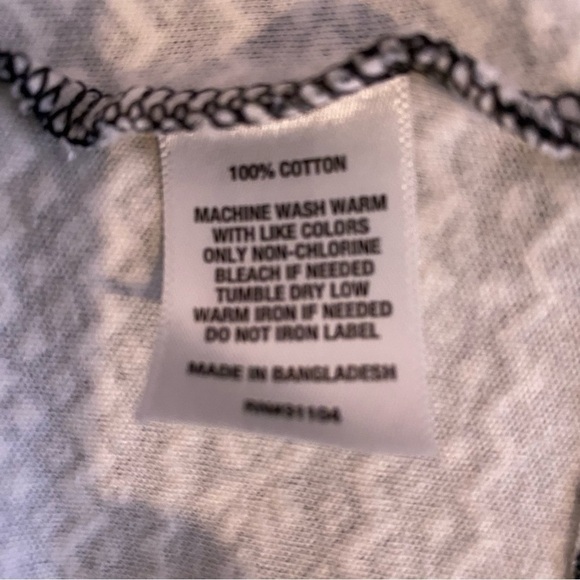 100% COTTON
MACHINE WASH WARM
WITH LIKE COLORS
ONLY NON-CHLORINE
BLEACH IF NEEDED
TUMBLE DRY LOW
WARM IRON IF NEEDED
DO NOT IRON LABEL
MADE IN BANGLADESH